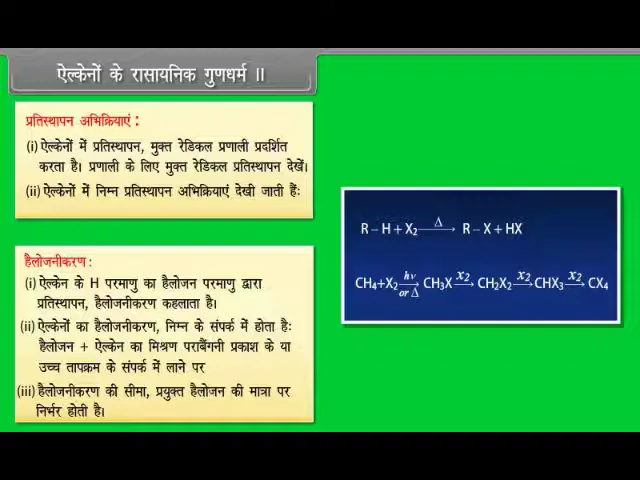 ऐल्केनों के रासायनिक गुणधर्म II
प्रतिस्थापन अभिक्रियाएं :
(i) ऐल्केनों में प्रतिस्थापन, मुक्त रेडिकल प्रणाली प्रदर्शित
करता है। प्रणाली के लिए मुक्त रेडिकल प्रतिस्थापन देखें।
(ii) ऐल्केनों में निम्न प्रतिस्थापन अभिक्रियाएं देखी जाती हैंः
हैलोजनीकरण :
(i) ऐल्केन के H परमाणु का हैलोजन परमाणु द्वारा
प्रतिस्थापन, हैलोजनीकरण कहलाता है।
(ii) ऐल्केनों का हैलोजनीकरण, निम्न के संपर्क में होता हैः
हैलोजन + ऐल्केन का मिश्रण पराबैंगनी प्रकाश के या
उच्च तापक्रम के संपर्क में लाने पर
(iii) हैलोजनीकरण की सीमा, प्रयुक्त हैलोजन की मात्रा पर
निर्भर होती है।
R – H + X₂ —Δ→ R – X + HX
CH₄+X₂ —hν or Δ→ CH₃X —x₂→ CH₂X₂ —x₂→ CHX₃ —x₂→ CX₄